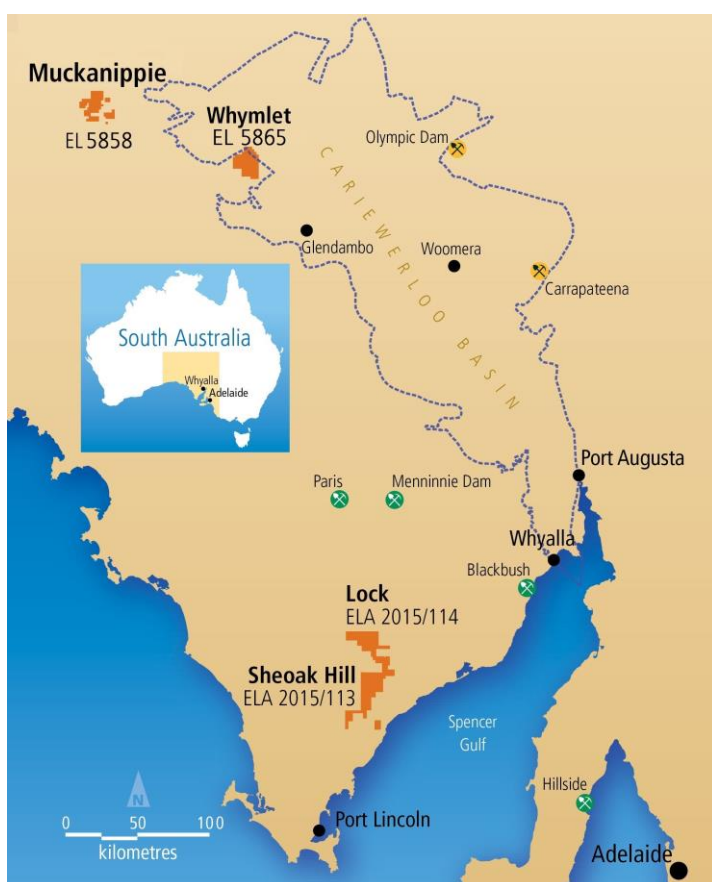 Muckanippie
EL 5858
Whymlet
EL 5865
Olympic Dam
CARIEWERLOO BASIN
Glendambo
Woomera
Carrapateena
South Australia
Whyalla
Adelaide
Port Augusta
Paris
Menninnie Dam
Whyalla
Blackbush
Lock
ELA 2015/114
Sheoak Hill
ELA 2015/113
Spencer
Gulf
Hillside
N
0 50 100
kilometres
Port Lincoln
Adelaide